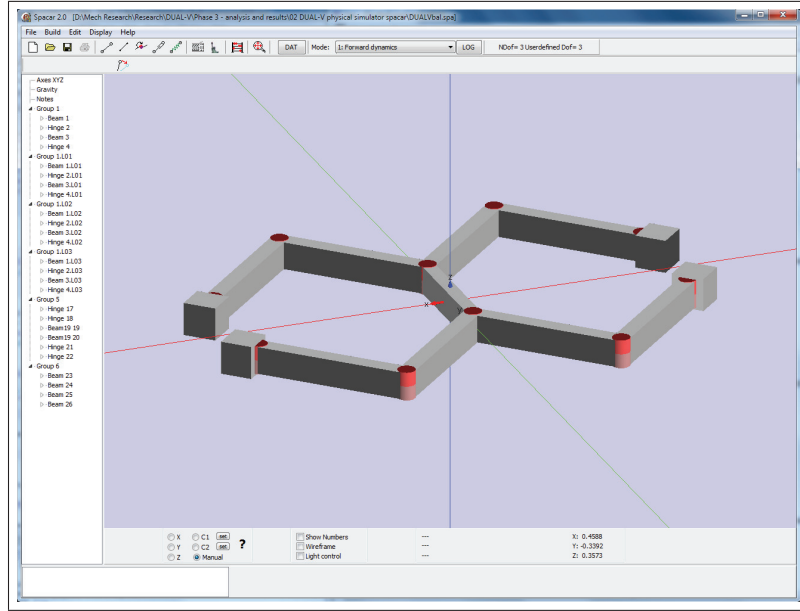 Spacar 2.0 [D:\Mech Research\Research\DUAL-V\Phase 3 - analysis and results\02 DUAL-V physical simulator spacar\DUALVbal.spa]
File Build Edit Display Help
DAT Mode: 1: Forward dynamics LOG NDof= 3 Userdefined Dof= 3
Axes XYZ
Gravity
Notes
Group 1
Beam 1
Hinge 2
Beam 3
Hinge 4
Group 1.L01
Beam 1.L01
Hinge 2.L01
Beam 3.L01
Hinge 4.L01
Group 1.L02
Beam 1.L02
Hinge 2.L02
Beam 3.L02
Hinge 4.L02
Group 1.L03
Beam 1.L03
Hinge 2.L03
Beam 3.L03
Hinge 4.L03
Group 5
Hinge 17
Hinge 18
Beam19 19
Beam19 20
Hinge 21
Hinge 22
Group 6
Beam 23
Beam 24
Beam 25
Beam 26
z
x
y
X C1 set
Y C2 set ?
Z Manual
Show Numbers ---
Wireframe ---
Light control ---
X: 0.4588
Y: -0.3392
Z: 0.3573